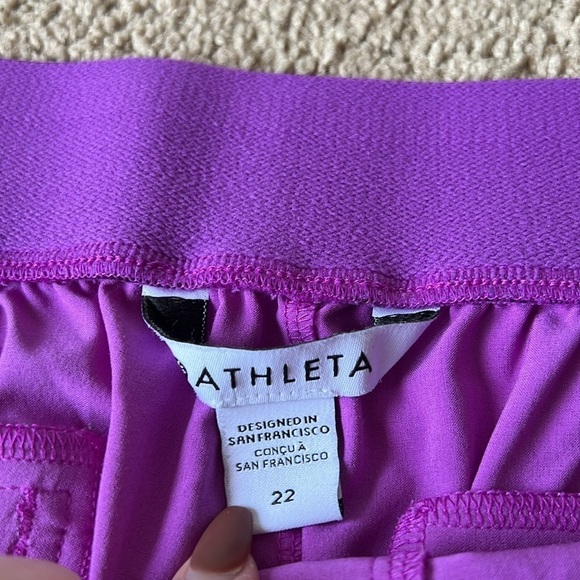 ATHLETA
DESIGNED IN
SAN FRANCISCO
CONÇU À
SAN FRANCISCO
22